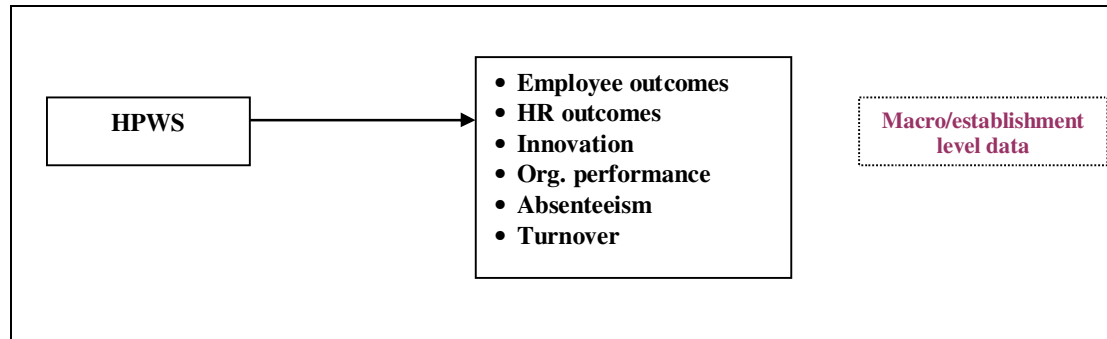 HPWS
• Employee outcomes
• HR outcomes
• Innovation
• Org. performance
• Absenteeism
• Turnover
Macro/establishment
level data